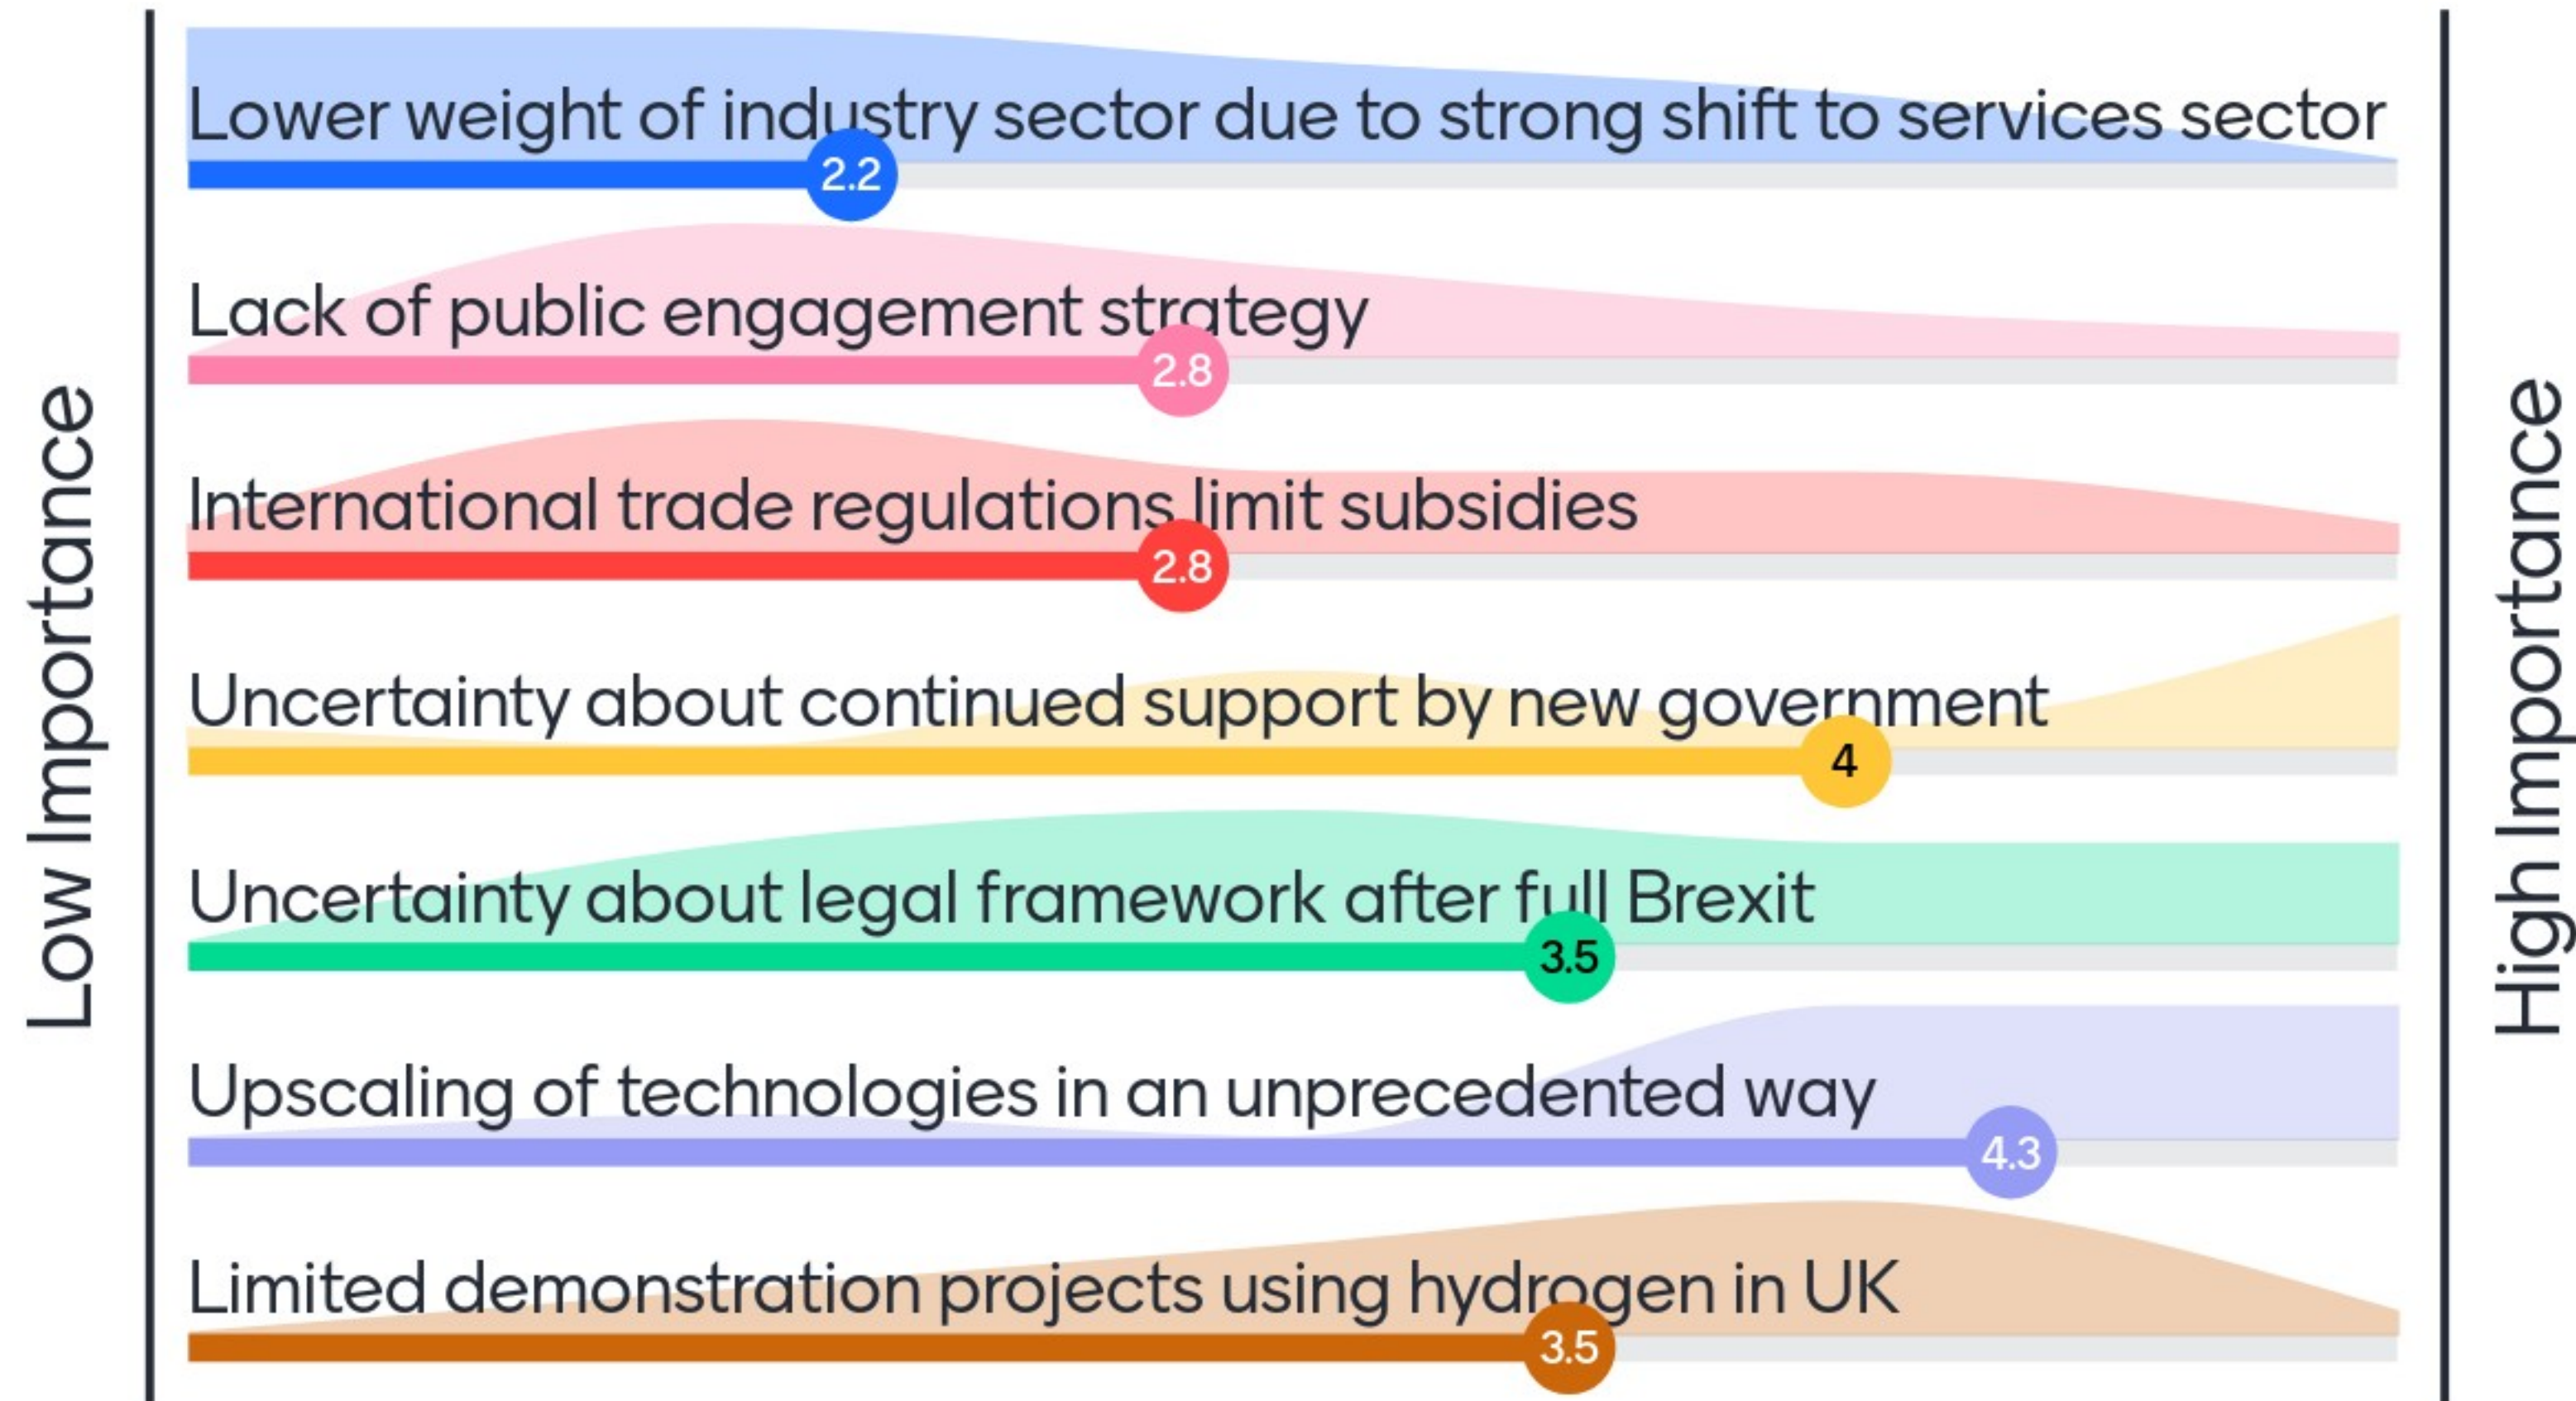 Lower weight of industry sector due to strong shift to services sector
2.2
Lack of public engagement strategy
2.8
International trade regulations limit subsidies
2.8
Low Importance
High Importance
Uncertainty about continued support by new government
4
Uncertainty about legal framework after full Brexit
3.5
Upscaling of technologies in an unprecedented way
4.3
Limited demonstration projects using hydrogen in UK
3.5